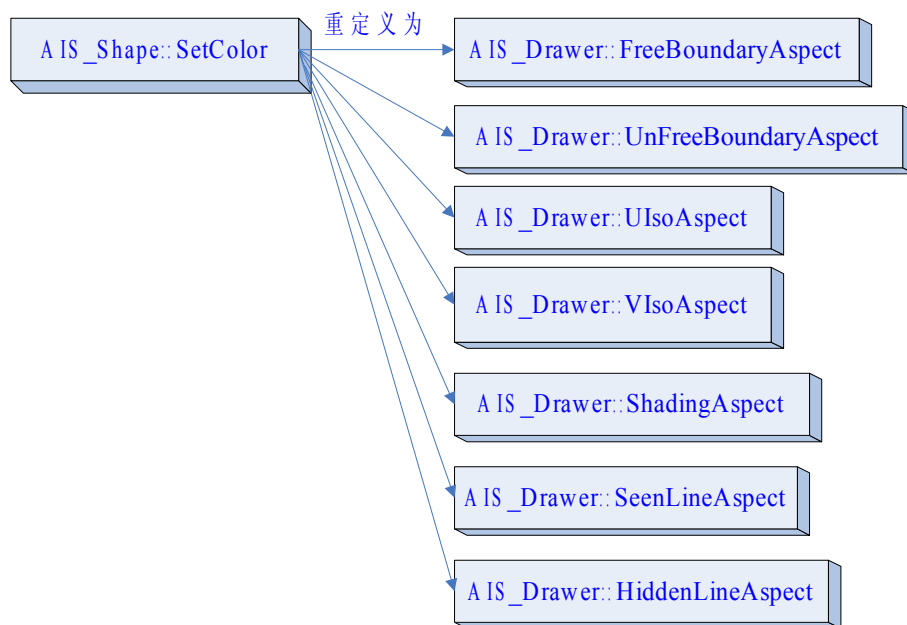 AIS_Shape::SetColor
重定义为
AIS_Drawer::FreeBoundaryAspect
AIS_Drawer::UnFreeBoundaryAspect
AIS_Drawer::UIsoAspect
AIS_Drawer::VIsoAspect
AIS_Drawer::ShadingAspect
AIS_Drawer::SeenLineAspect
AIS_Drawer::HiddenLineAspect